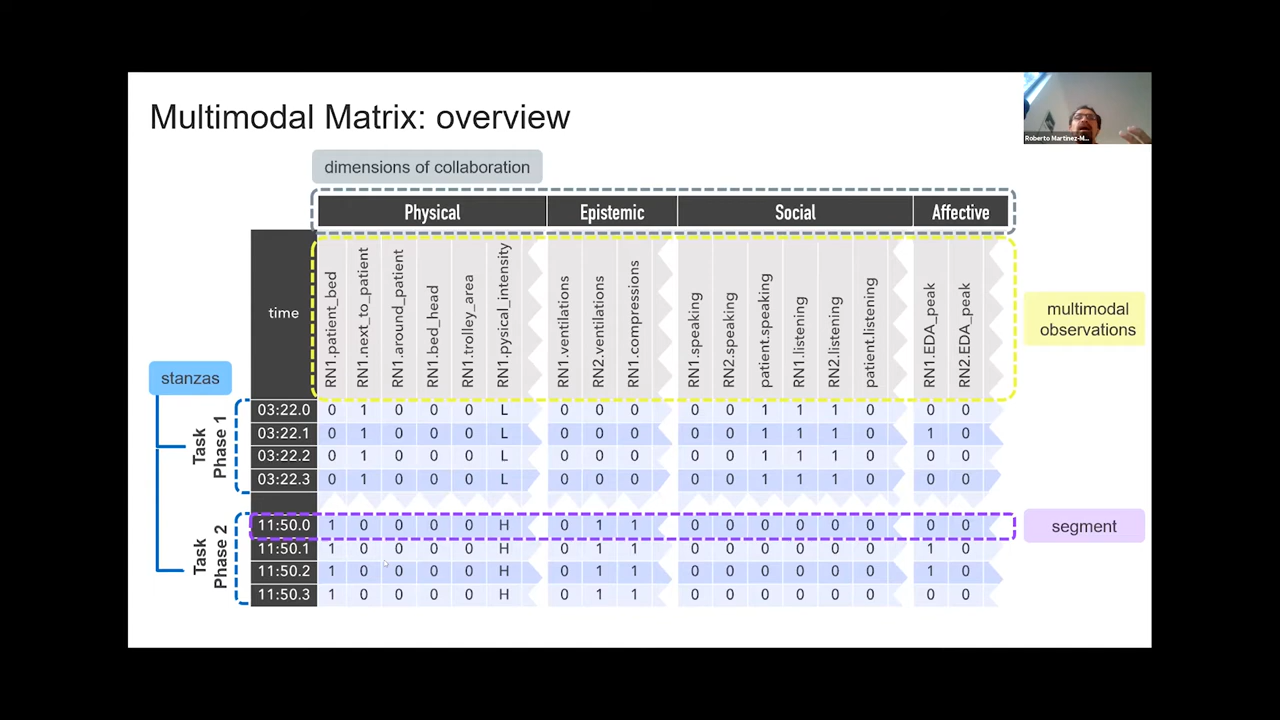 Multimodal Matrix: overview
Roberto Martinez-M...
dimensions of collaboration
Physical Epistemic Social Affective
time
RN1.patient_bed
RN1.next_to_patient
RN1.around_patient
RN1.bed_head
RN1.trolley_area
RN1.pysical_intensity
RN1.ventilations
RN2.ventilations
RN1.compressions
RN1.speaking
RN2.speaking
patient.speaking
RN1.listening
RN2.listening
patient.listening
RN1.EDA_peak
RN2.EDA_peak
multimodal
observations
stanzas
Task
Phase 1
03:22.0 0 1 0 0 0 L 0 0 0 0 0 1 1 1 0 0 0
03:22.1 0 1 0 0 0 L 0 0 0 0 0 1 1 1 0 1 0
03:22.2 0 1 0 0 0 L 0 0 0 0 0 1 1 1 0 0 0
03:22.3 0 1 0 0 0 L 0 0 0 0 0 1 1 1 0 0 0
Task
Phase 2
11:50.0 1 0 0 0 0 H 0 1 1 0 0 0 0 0 0 0 0
segment
11:50.1 1 0 0 0 0 H 0 1 1 0 0 0 0 0 0 1 0
11:50.2 1 0 0 0 0 H 0 1 1 0 0 0 0 0 0 1 0
11:50.3 1 0 0 0 0 H 0 1 1 0 0 0 0 0 0 0 0